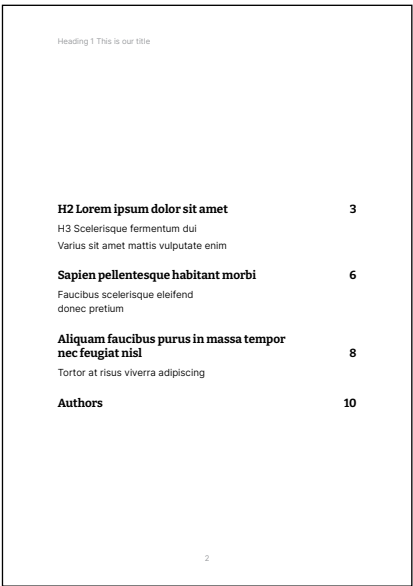 Heading 1 This is our title
H2 Lorem ipsum dolor sit amet 3
H3 Scelerisque fermentum dui
Varius sit amet mattis vulputate enim
Sapien pellentesque habitant morbi 6
Faucibus scelerisque eleifend
donec pretium
Aliquam faucibus purus in massa tempor
nec feugiat nisl 8
Tortor at risus viverra adipiscing
Authors 10
2